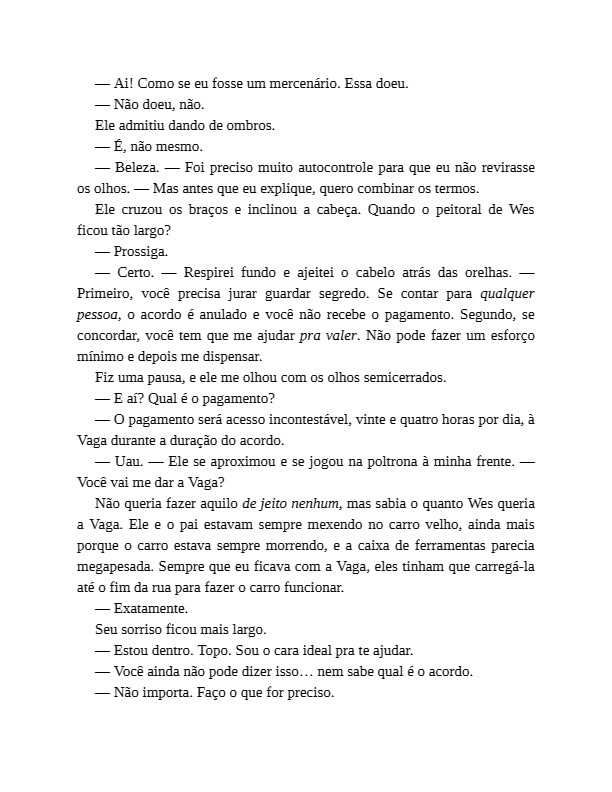 — Ai! Como se eu fosse um mercenário. Essa doeu.
— Não doeu, não.
Ele admitiu dando de ombros.
— É, não mesmo.
— Beleza. — Foi preciso muito autocontrole para que eu não revirasse
os olhos. — Mas antes que eu explique, quero combinar os termos.
Ele cruzou os braços e inclinou a cabeça. Quando o peitoral de Wes
ficou tão largo?
— Prossiga.
— Certo. — Respirei fundo e ajeitei o cabelo atrás das orelhas. —
Primeiro, você precisa jurar guardar segredo. Se contar para qualquer
pessoa, o acordo é anulado e você não recebe o pagamento. Segundo, se
concordar, você tem que me ajudar pra valer. Não pode fazer um esforço
mínimo e depois me dispensar.
Fiz uma pausa, e ele me olhou com os olhos semicerrados.
— E aí? Qual é o pagamento?
— O pagamento será acesso incontestável, vinte e quatro horas por dia, à
Vaga durante a duração do acordo.
— Uau. — Ele se aproximou e se jogou na poltrona à minha frente. —
Você vai me dar a Vaga?
Não queria fazer aquilo de jeito nenhum, mas sabia o quanto Wes queria
a Vaga. Ele e o pai estavam sempre mexendo no carro velho, ainda mais
porque o carro estava sempre morrendo, e a caixa de ferramentas parecia
megapesada. Sempre que eu ficava com a Vaga, eles tinham que carregá-la
até o fim da rua para fazer o carro funcionar.
— Exatamente.
Seu sorriso ficou mais largo.
— Estou dentro. Topo. Sou o cara ideal pra te ajudar.
— Você ainda não pode dizer isso… nem sabe qual é o acordo.
— Não importa. Faço o que for preciso.